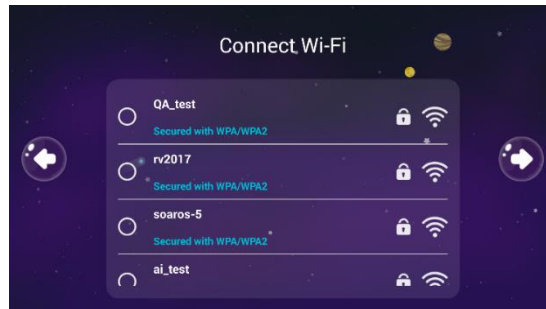 Connect Wi-Fi
QA_test
Secured with WPA/WPA2
rv2017
Secured with WPA/WPA2
soaros-5
Secured with WPA/WPA2
ai_test